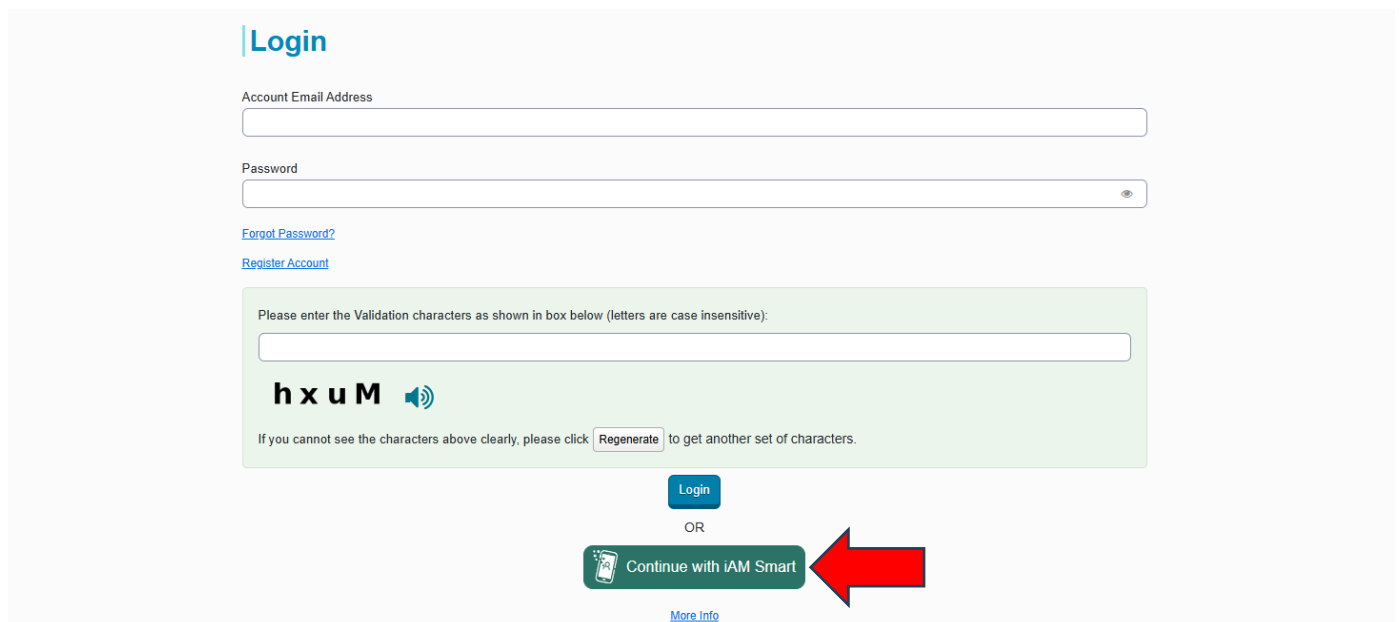 Login
Account Email Address
Password
Forgot Password?
Register Account
Please enter the Validation characters as shown in box below (letters are case insensitive):
h x u M
If you cannot see the characters above clearly, please click Regenerate to get another set of characters.
Login
OR
Continue with iAM Smart
More Info